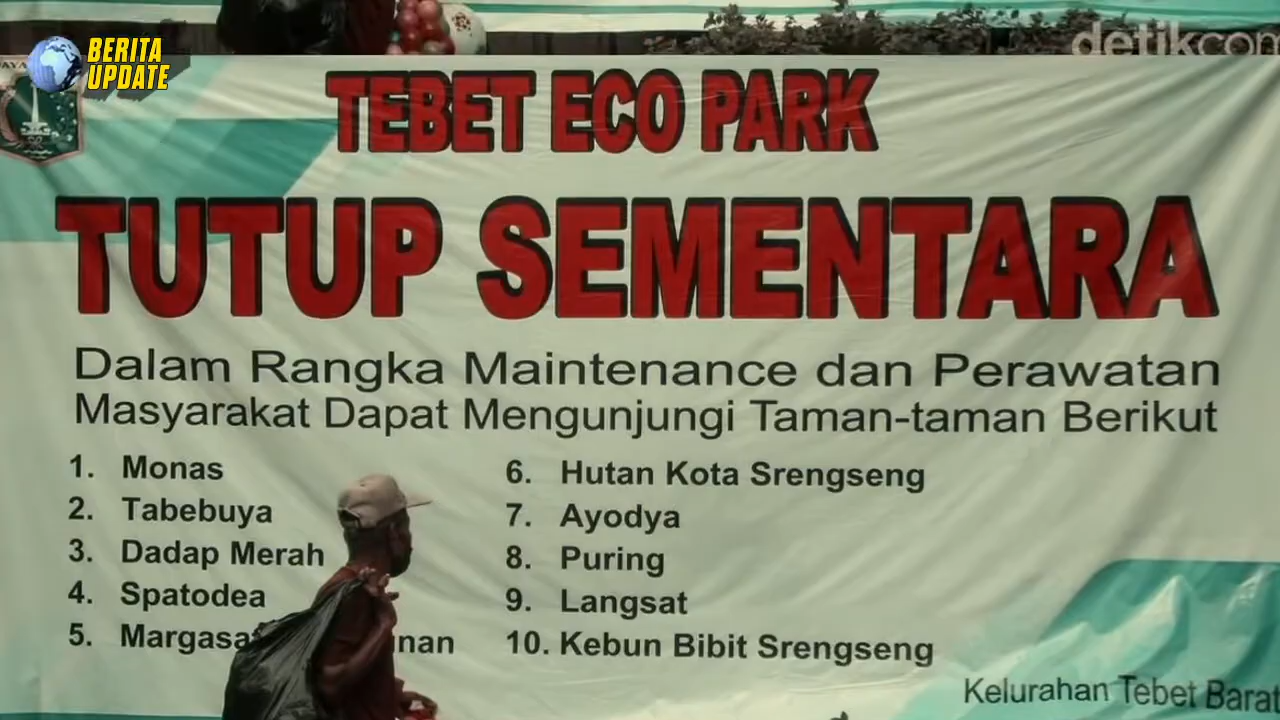 BERITA
UPDATE
detikcom
TEBET ECO PARK
TUTUP SEMENTARA
Dalam Rangka Maintenance dan Perawatan
Masyarakat Dapat Mengunjungi Taman-taman Berikut
1. Monas
2. Tabebuya
3. Dadap Merah
4. Spatodea
5.
6. Hutan Kota Srengseng
7. Ayodya
8. Puring
9. Langsat
10. Kebun Bibit Srengseng
Kelurahan Tebet Barat